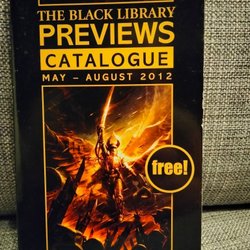 THE BLACK LIBRARY
PREVIEWS
CATALOGUE
MAY – AUGUST 2012
free!